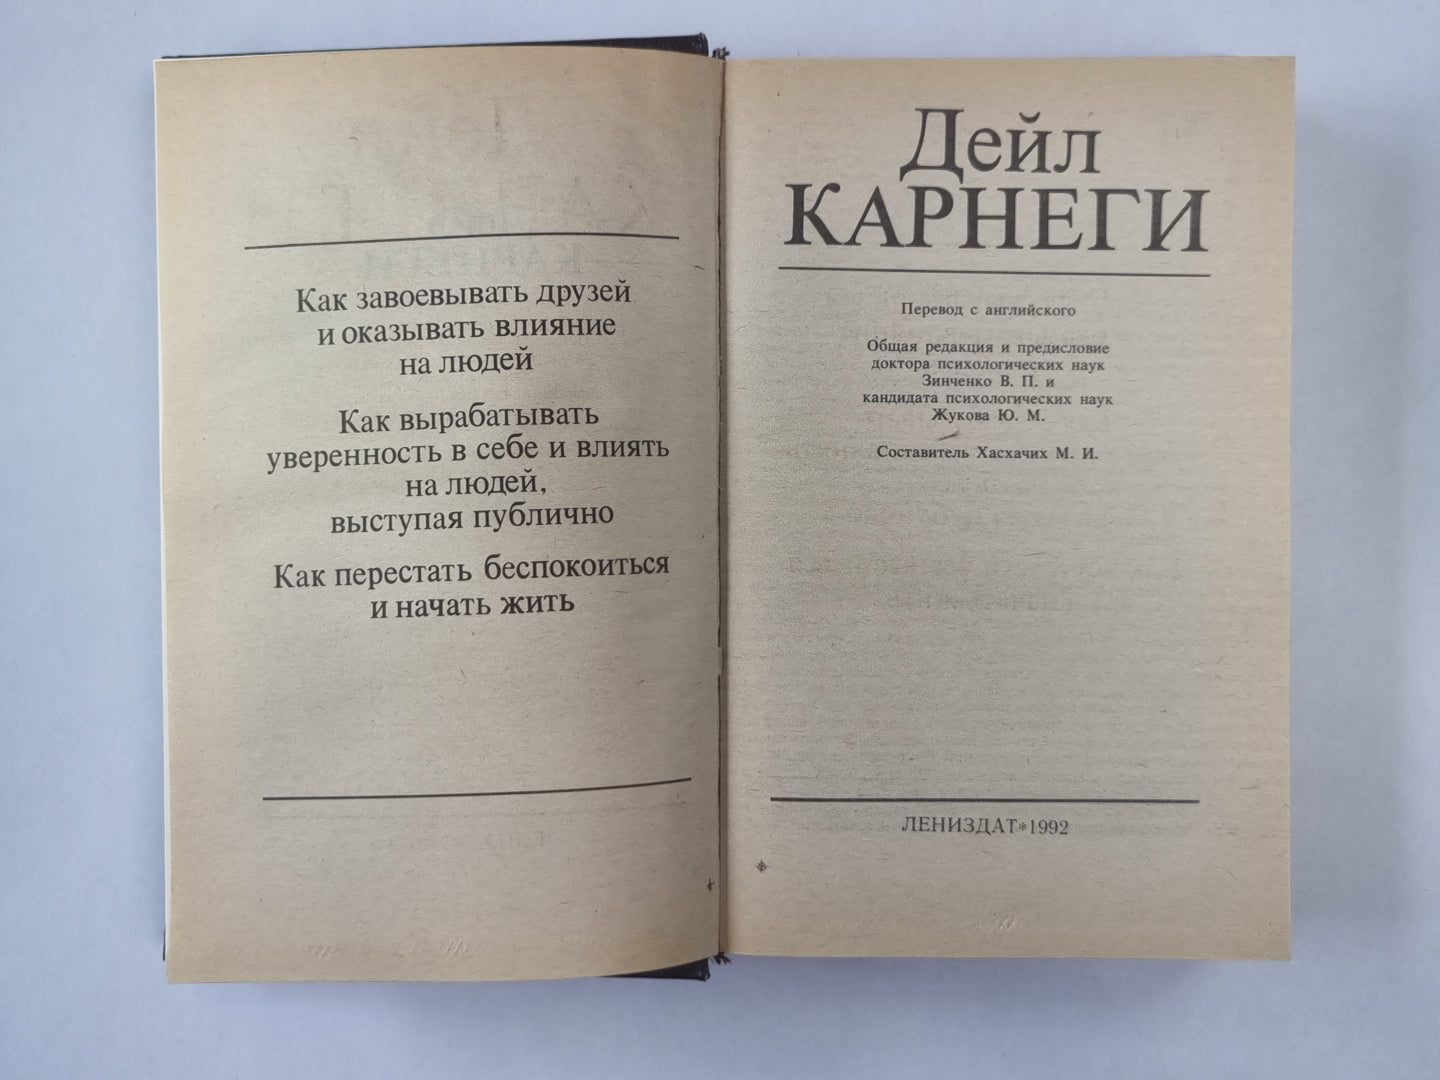 Как завоевывать друзей
и оказывать влияние
на людей
Как вырабатывать
уверенность в себе и влиять
на людей,
выступая публично
Как перестать беспокоиться
и начать жить
Дейл
КАРНЕГИ
Перевод с английского
Общая редакция и предисловие
доктора психологических наук
Зинченко В. П. и
кандидата психологических наук
Жукова Ю. М.
Составитель Хасхачих М. И.
ЛЕНИЗДАТ*1992